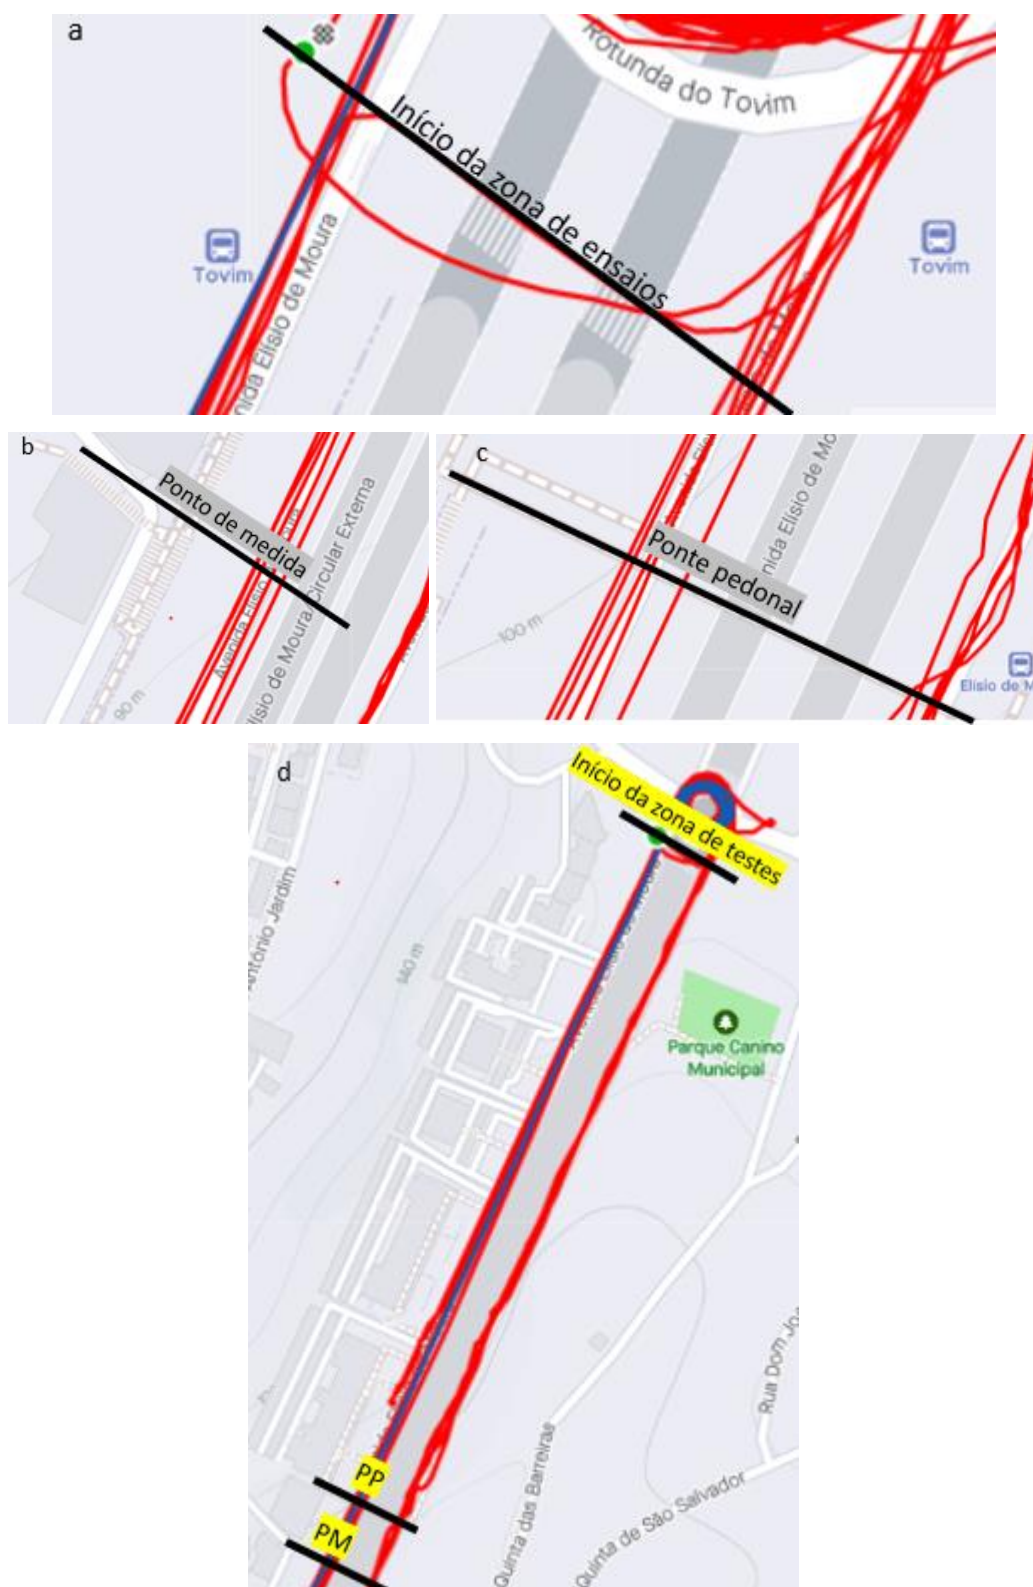 a
Rotunda do Tovim
Início da zona de ensaios
Tovim
Tovim
nida Elísio de Moura
b
Ponto de medida
Avenida Elísio
lísio de Moura/Circular Externa
90 m
c
Ponte pedonal
nida Elísio de Mo
100 m
Elísio de M
d
Início da zona de testes
António Jardim
140 m
Parque Canino
Municipal
Rua Dom Joa
PP
PM
Quinta das Barreiras
Quinta de São Salvador